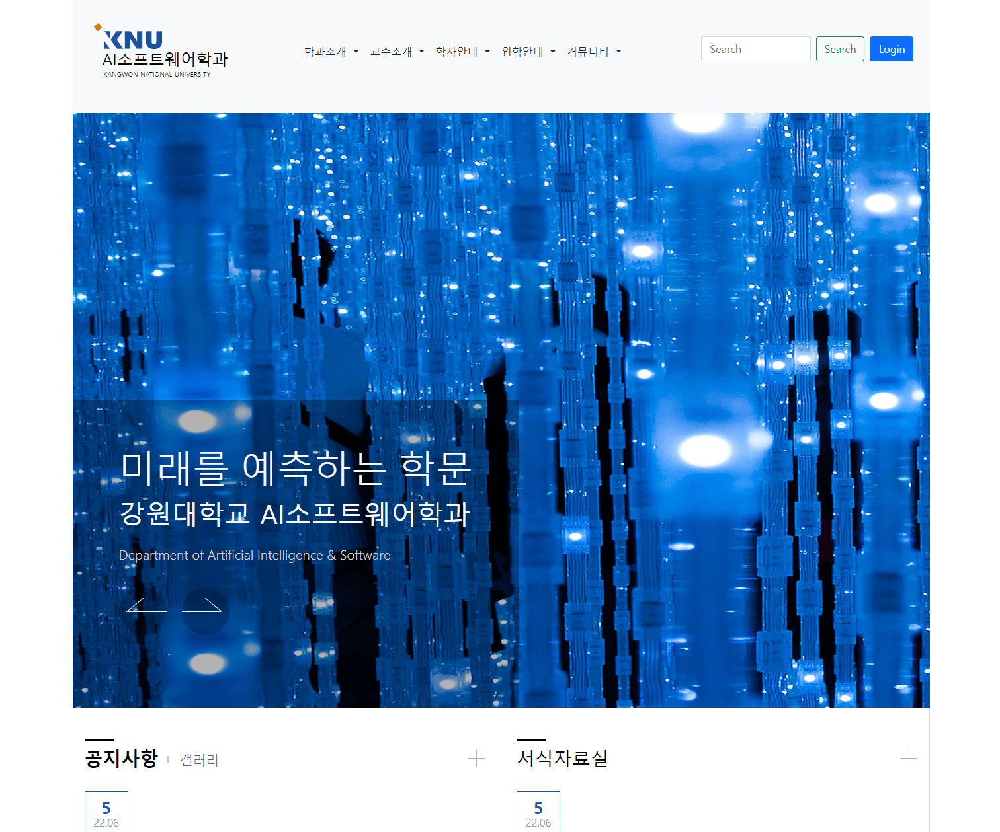 KNU
AI소프트웨어학과
KANGWON NATIONAL UNIVERSITY
학과소개 교수소개 학사안내 입학안내 커뮤니티
Search Search Login
미래를 예측하는 학문
강원대학교 AI소프트웨어학과
Department of Artificial Intelligence & Software
공지사항 갤러리
서식자료실
5
22.06
5
22.06